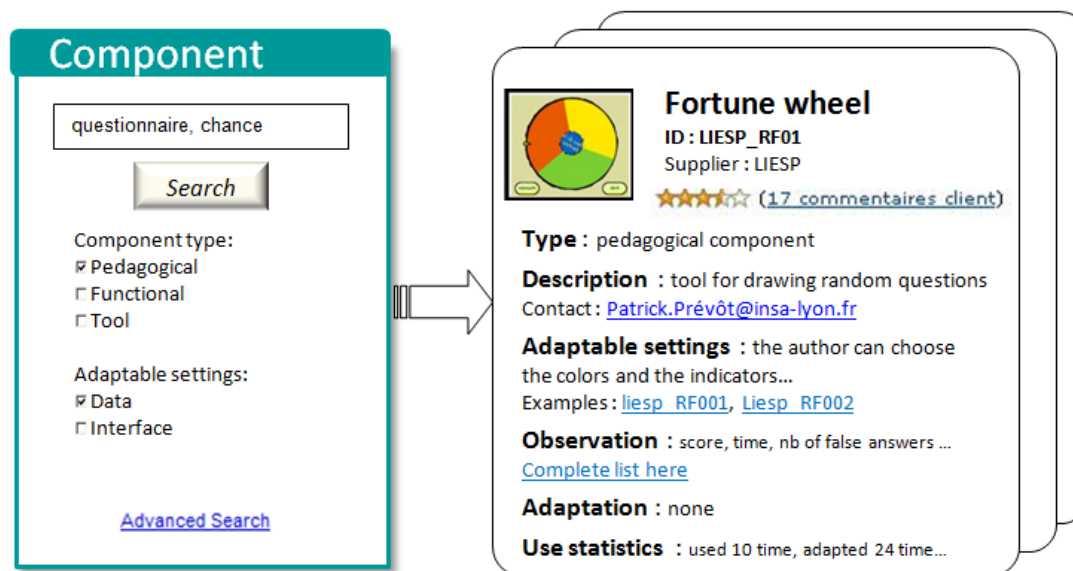 Component
questionnaire, chance
Search
Component type:
Pedagogical
Functional
Tool
Adaptable settings:
Data
Interface
Advanced Search
Fortune wheel
ID : LIESP_RF01
Supplier : LIESP
(17 commentaires client)
Type : pedagogical component
Description : tool for drawing random questions
Contact : Patrick.Prévôt@insa-lyon.fr
Adaptable settings : the author can choose
the colors and the indicators...
Examples : liesp_RF001, Liesp_RF002
Observation : score, time, nb of false answers ...
Complete list here
Adaptation : none
Use statistics : used 10 time, adapted 24 time...